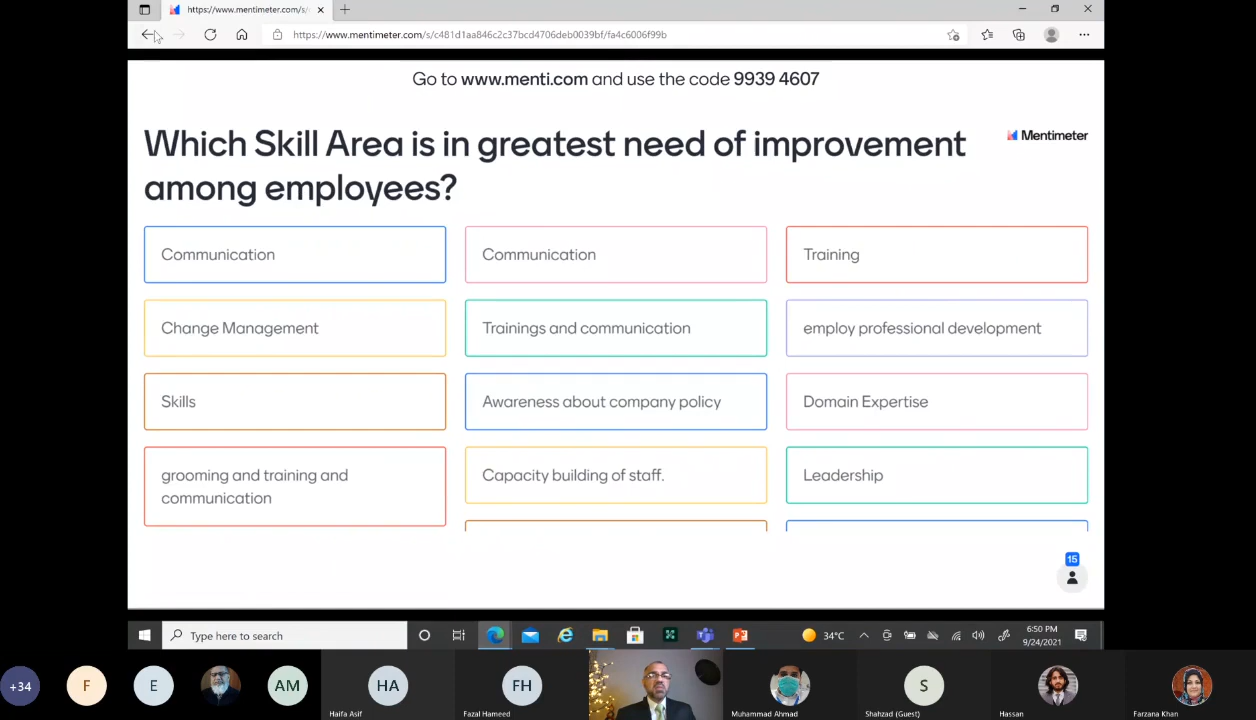 https://www.mentimeter.com/s/
https://www.mentimeter.com/s/c481d1aa846c2c37bcd4706deb0039bf/fa4c6006f99b
Go to www.menti.com and use the code 9939 4607
Which Skill Area is in greatest need of improvement
among employees?
Mentimeter
Communication
Communication
Training
Change Management
Trainings and communication
employ professional development
Skills
Awareness about company policy
Domain Expertise
grooming and training and
communication
Capacity building of staff.
Leadership
15
Type here to search
34°C
6:50 PM
9/24/2021
+34
F
E
AM
HA
FH
S
Haifa Asif
Fazal Hameed
Muhammad Ahmad
Shahzad (Guest)
Hassan
Farzana Khan